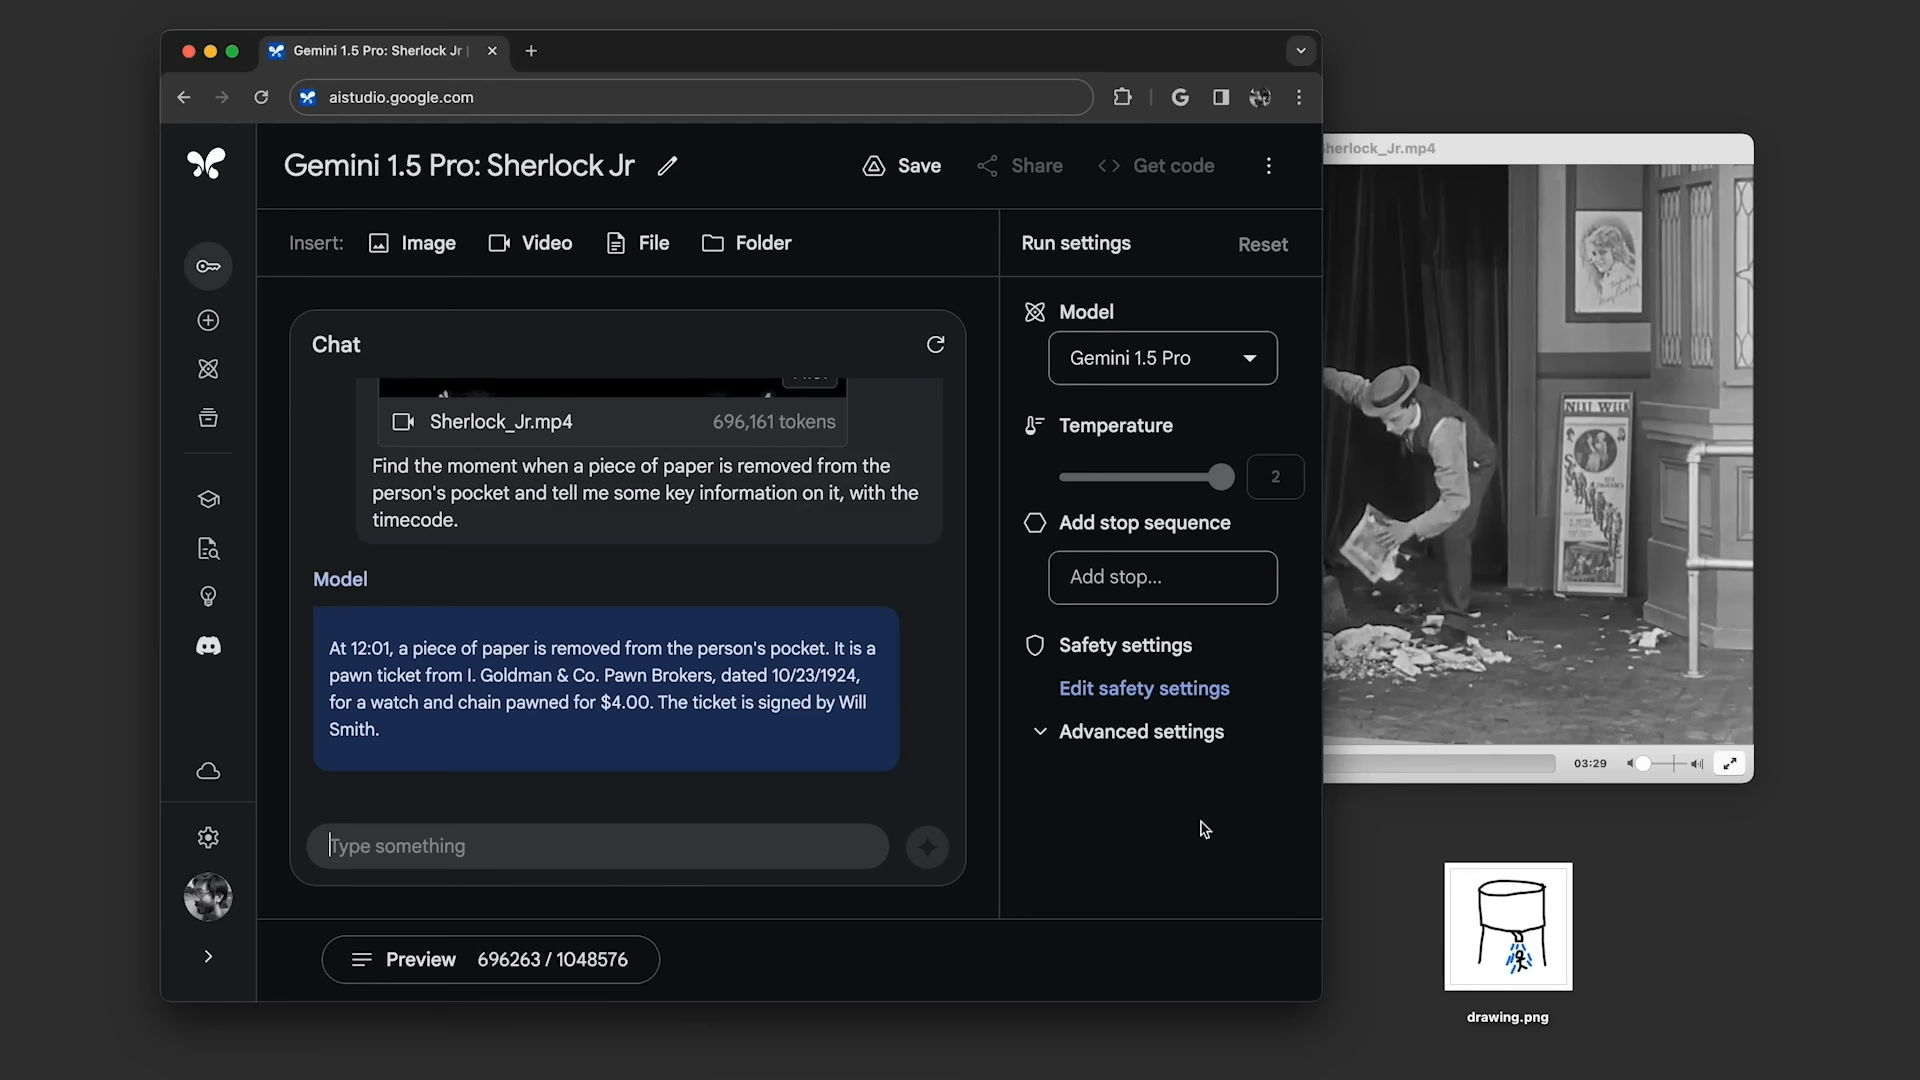 Gemini 1.5 Pro: Sherlock Jr
aistudio.google.com
Gemini 1.5 Pro: Sherlock Jr
Save
Share
Get code
Insert:
Image
Video
File
Folder
Run settings
Reset
Chat
Sherlock_Jr.mp4
696,161 tokens
Find the moment when a piece of paper is removed from the
person's pocket and tell me some key information on it, with the
timecode.
Model
At 12:01, a piece of paper is removed from the person's pocket. It is a
pawn ticket from I. Goldman & Co. Pawn Brokers, dated 10/23/1924,
for a watch and chain pawned for $4.00. The ticket is signed by Will
Smith.
Type something
Preview
696263 / 1048576
Model
Gemini 1.5 Pro
Temperature
2
Add stop sequence
Add stop...
Safety settings
Edit safety settings
Advanced settings
herlock_Jr.mp4
NEXT WEEK
03:29
drawing.png